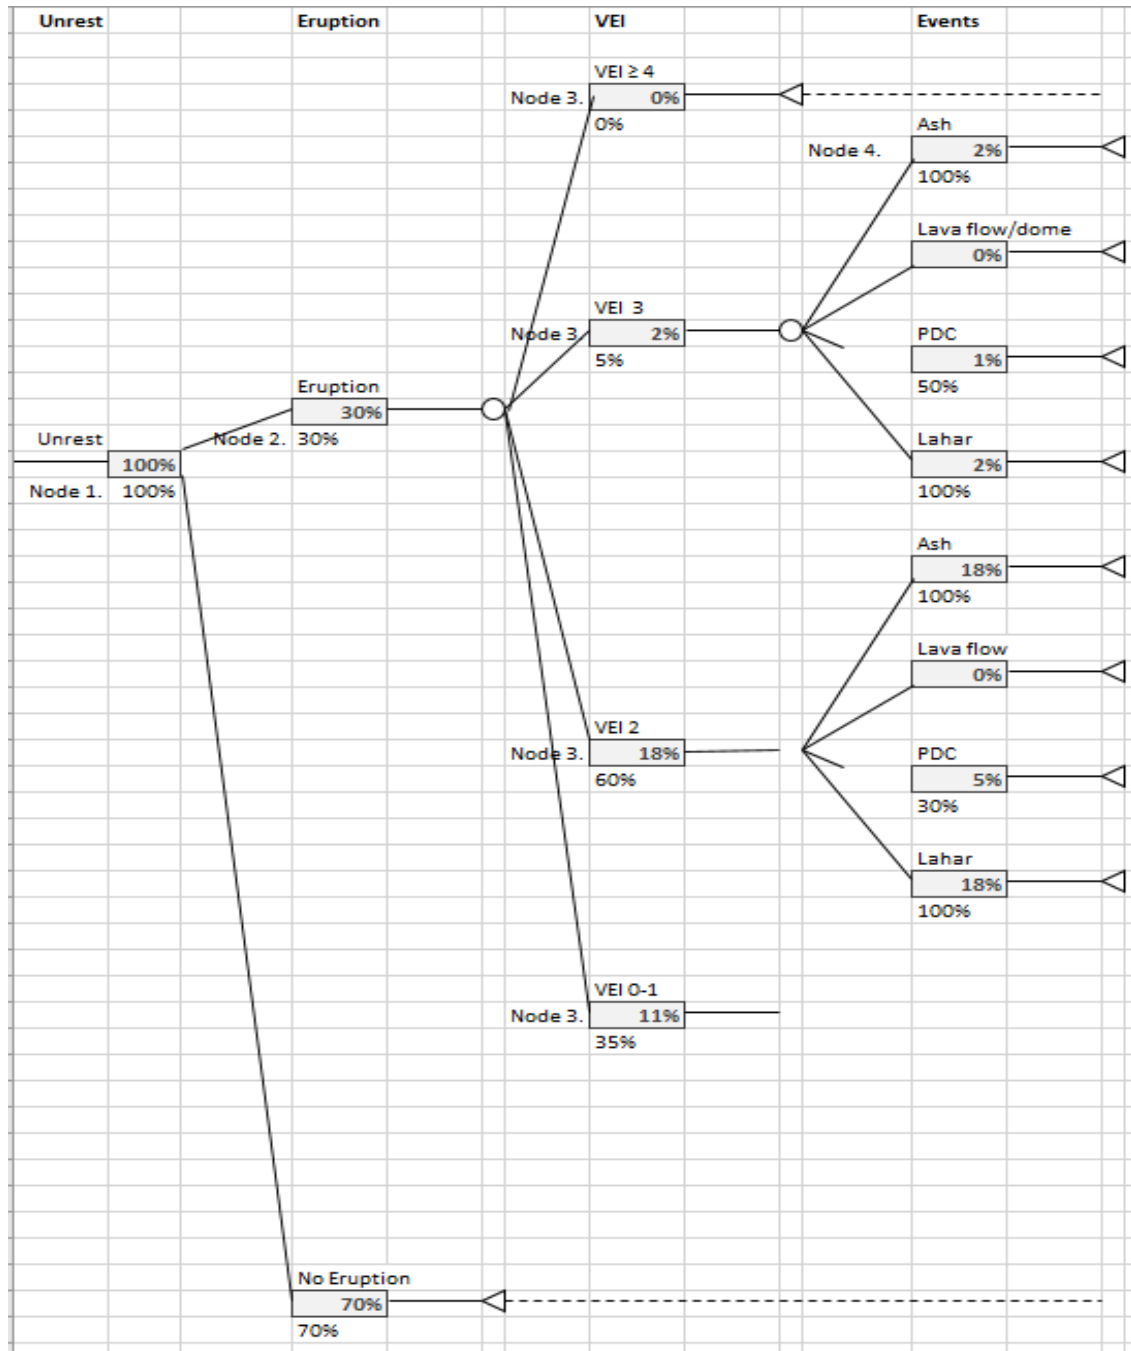 Unrest Eruption VEI Events
VEI ≥ 4
Node 3. 0%
0%
Ash
Node 4. 2%
100%
Lava flow/dome
0%
VEI 3
Node 3. 2%
5%
PDC
1%
50%
Eruption
30%
Node 2. 30%
Unrest
100%
Node 1. 100%
Lahar
2%
100%
Ash
18%
100%
Lava flow
0%
VEI 2
Node 3. 18%
60%
PDC
5%
30%
Lahar
18%
100%
VEI 0-1
Node 3. 11%
35%
No Eruption
70%
70%